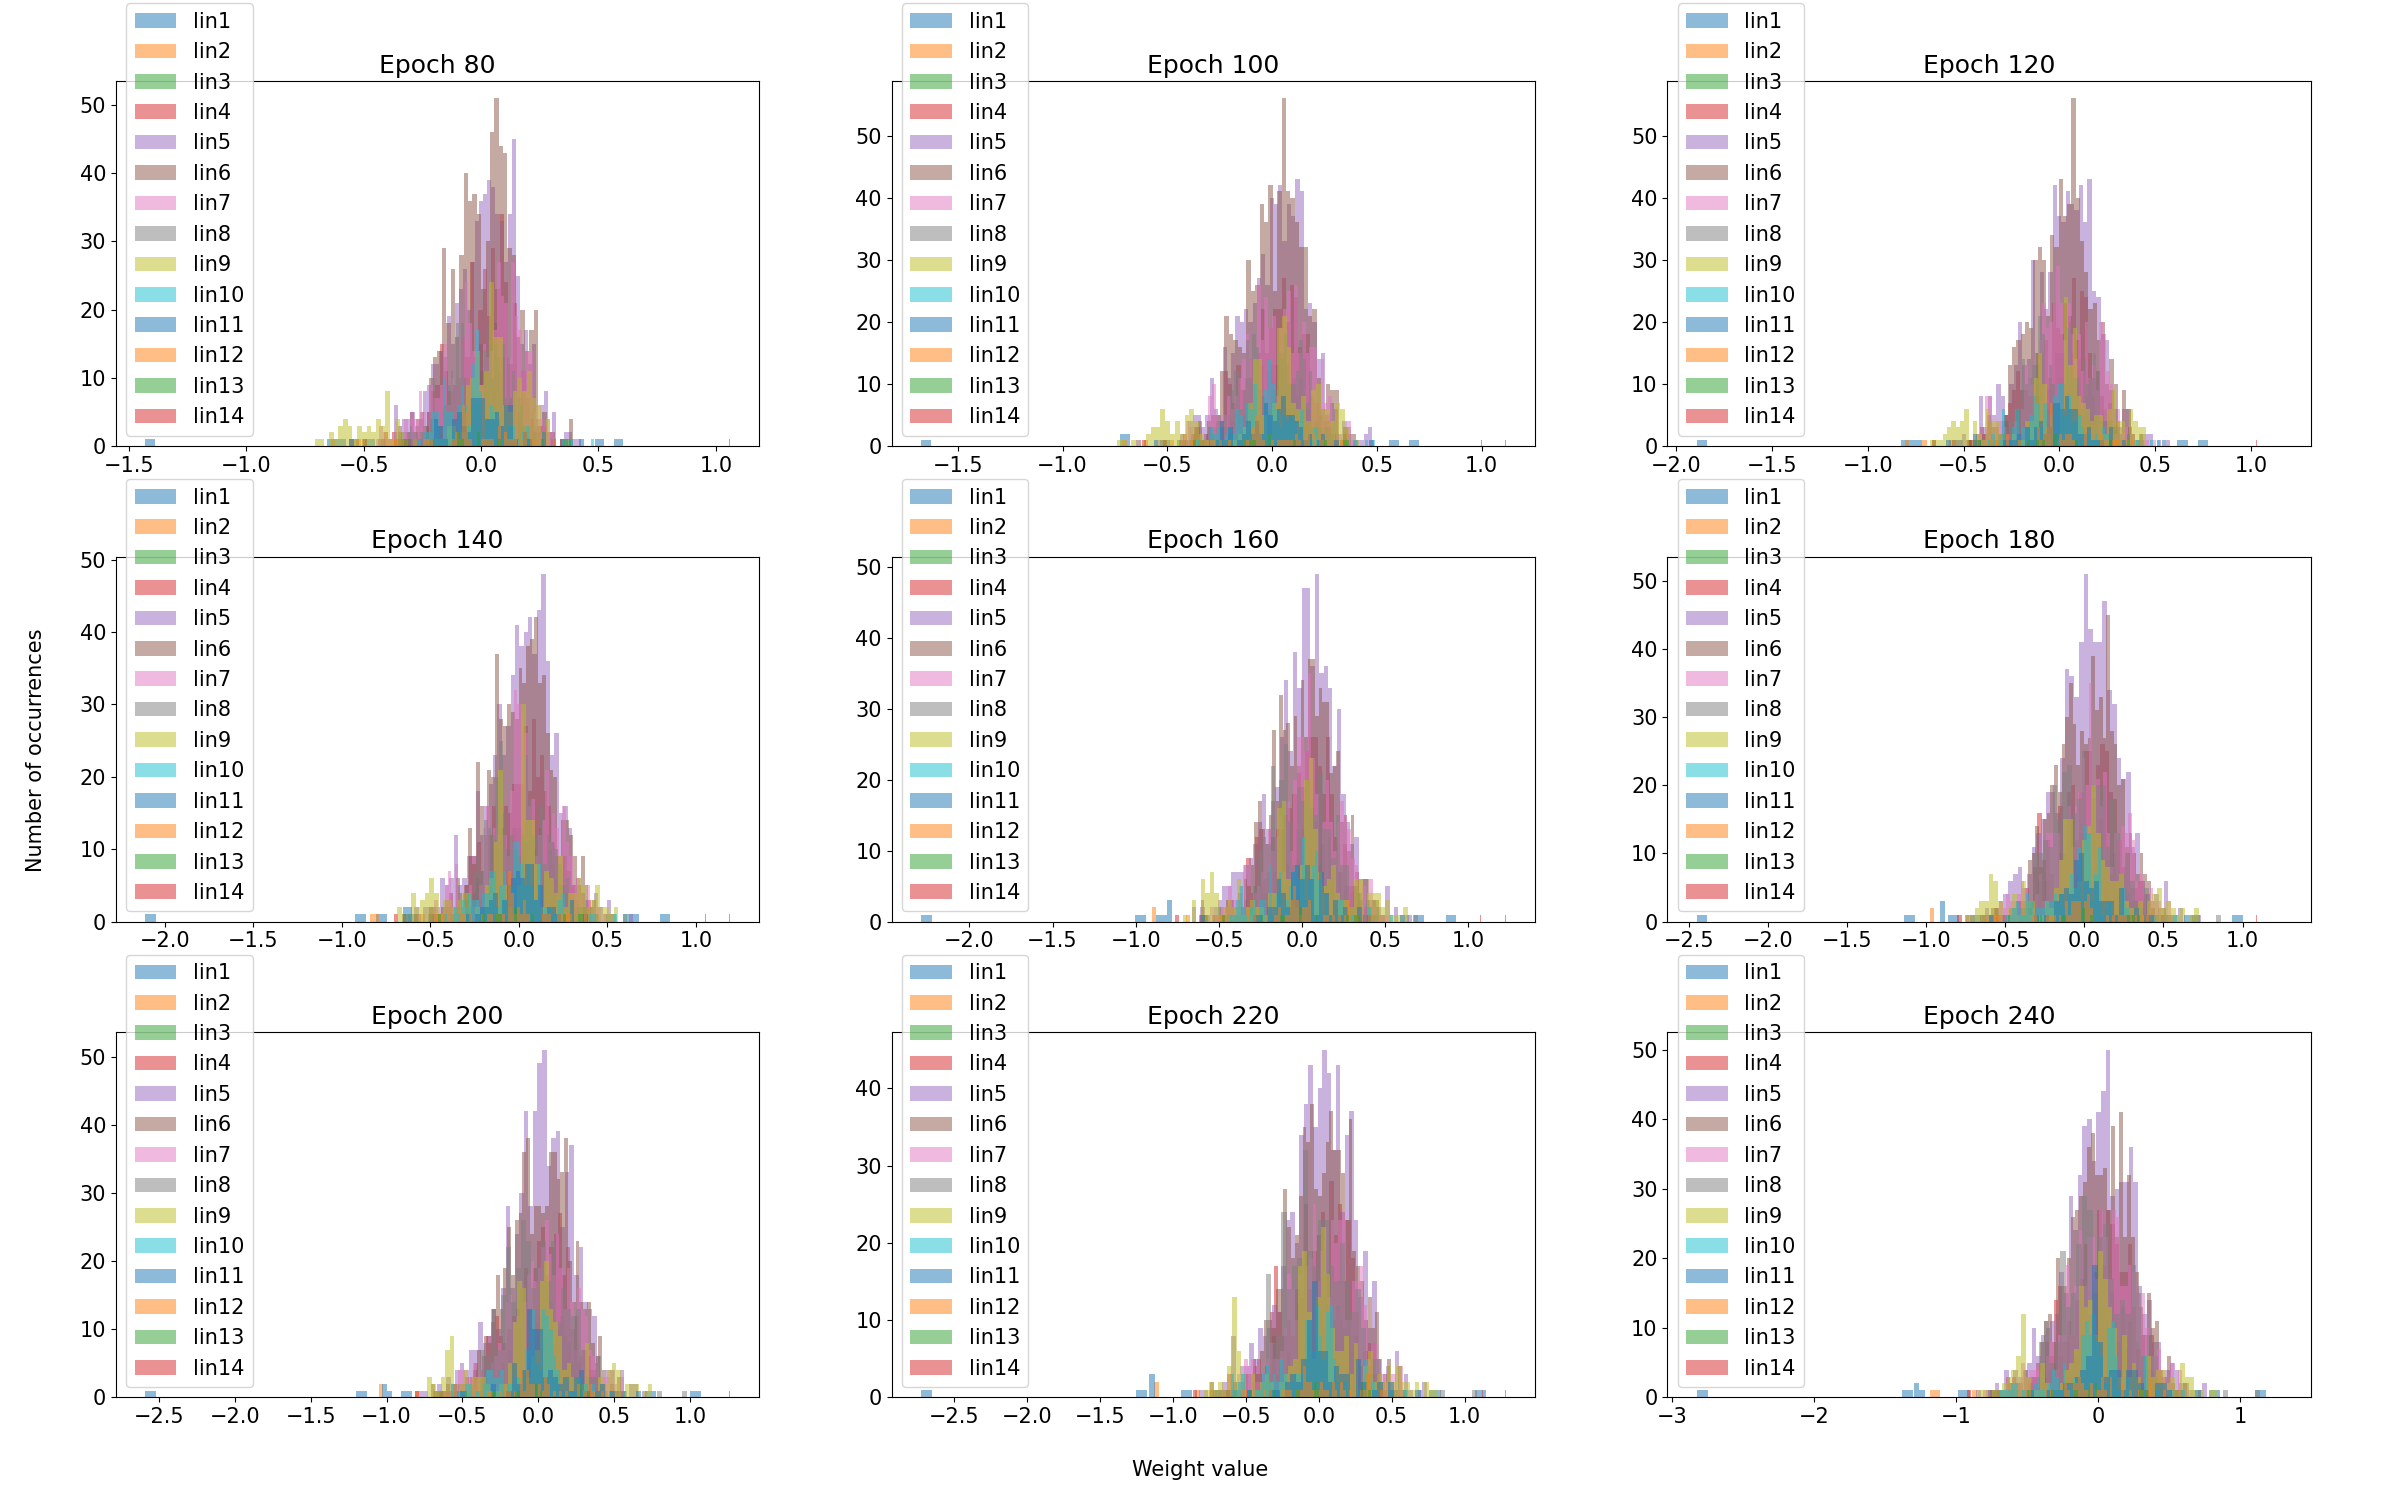 Epoch 80
lin1
lin2
lin3
lin4
lin5
lin6
lin7
lin8
lin9
lin10
lin11
lin12
lin13
lin14
50
40
30
20
10
0
−1.5 −1.0 −0.5 0.0 0.5 1.0
Epoch 100
lin1
lin2
lin3
lin4
lin5
lin6
lin7
lin8
lin9
lin10
lin11
lin12
lin13
lin14
50
40
30
20
10
0
−1.5 −1.0 −0.5 0.0 0.5 1.0
Epoch 120
lin1
lin2
lin3
lin4
lin5
lin6
lin7
lin8
lin9
lin10
lin11
lin12
lin13
lin14
50
40
30
20
10
0
−2.0 −1.5 −1.0 −0.5 0.0 0.5 1.0
Number of occurrences
Epoch 140
lin1
lin2
lin3
lin4
lin5
lin6
lin7
lin8
lin9
lin10
lin11
lin12
lin13
lin14
50
40
30
20
10
0
−2.0 −1.5 −1.0 −0.5 0.0 0.5 1.0
Epoch 160
lin1
lin2
lin3
lin4
lin5
lin6
lin7
lin8
lin9
lin10
lin11
lin12
lin13
lin14
50
40
30
20
10
0
−2.0 −1.5 −1.0 −0.5 0.0 0.5 1.0
Epoch 180
lin1
lin2
lin3
lin4
lin5
lin6
lin7
lin8
lin9
lin10
lin11
lin12
lin13
lin14
50
40
30
20
10
0
−2.5 −2.0 −1.5 −1.0 −0.5 0.0 0.5 1.0
Epoch 200
lin1
lin2
lin3
lin4
lin5
lin6
lin7
lin8
lin9
lin10
lin11
lin12
lin13
lin14
50
40
30
20
10
0
−2.5 −2.0 −1.5 −1.0 −0.5 0.0 0.5 1.0
Epoch 220
lin1
lin2
lin3
lin4
lin5
lin6
lin7
lin8
lin9
lin10
lin11
lin12
lin13
lin14
40
30
20
10
0
−2.5 −2.0 −1.5 −1.0 −0.5 0.0 0.5 1.0
Epoch 240
lin1
lin2
lin3
lin4
lin5
lin6
lin7
lin8
lin9
lin10
lin11
lin12
lin13
lin14
50
40
30
20
10
0
−3 −2 −1 0 1
Weight value